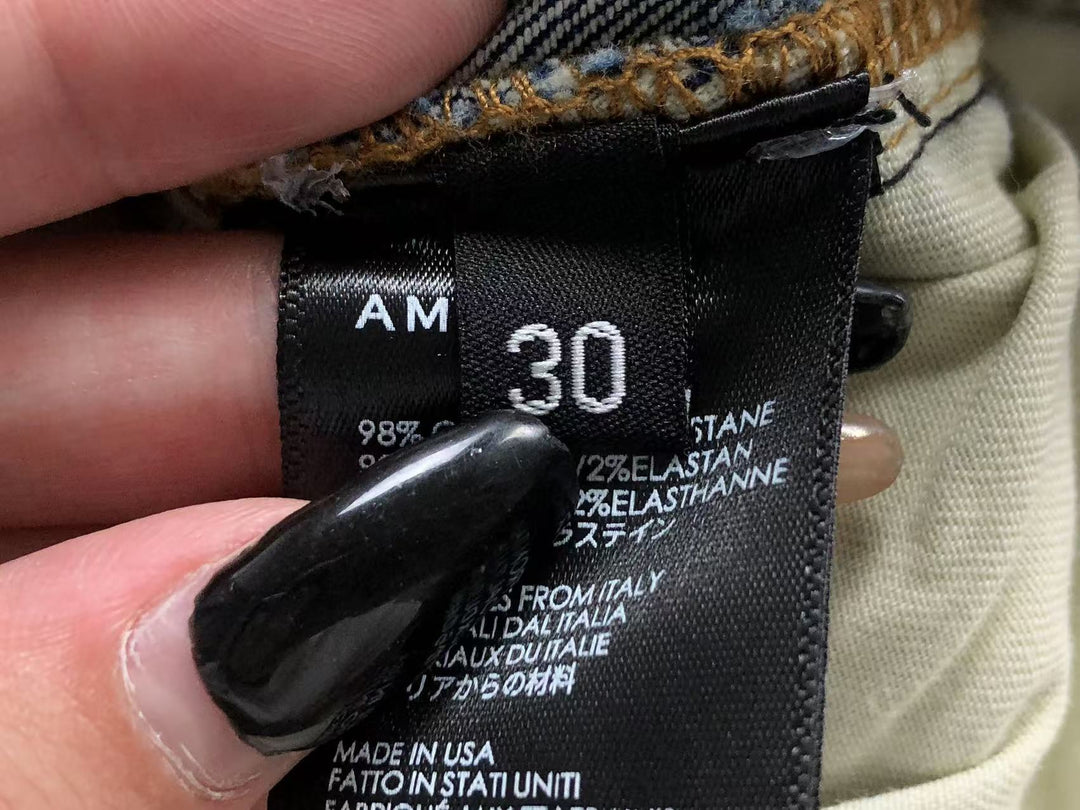 AM
30
98% STANE
/2%ELASTAN
2%ELASTHANNE
ラスティン
FROM ITALY
ALI DAL ITALIA
IAUX DU ITALIE
リアからの材料
MADE IN USA
FATTO IN STATI UNITI